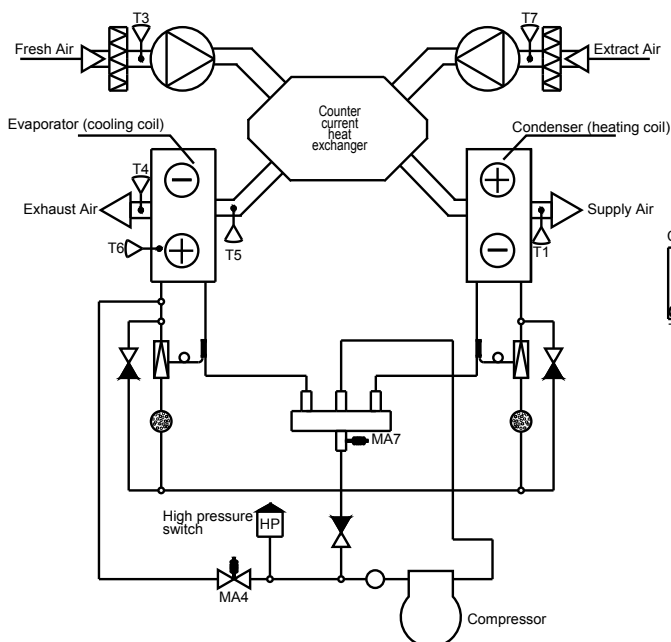 T3
T7
Fresh Air
Extract Air
Counter
current
heat
exchanger
Evaporator (cooling coil)
Condenser (heating coil)
T4
Exhaust Air
Supply Air
T6
T5
T1
MA7
High pressure
switch
HP
MA4
Compressor